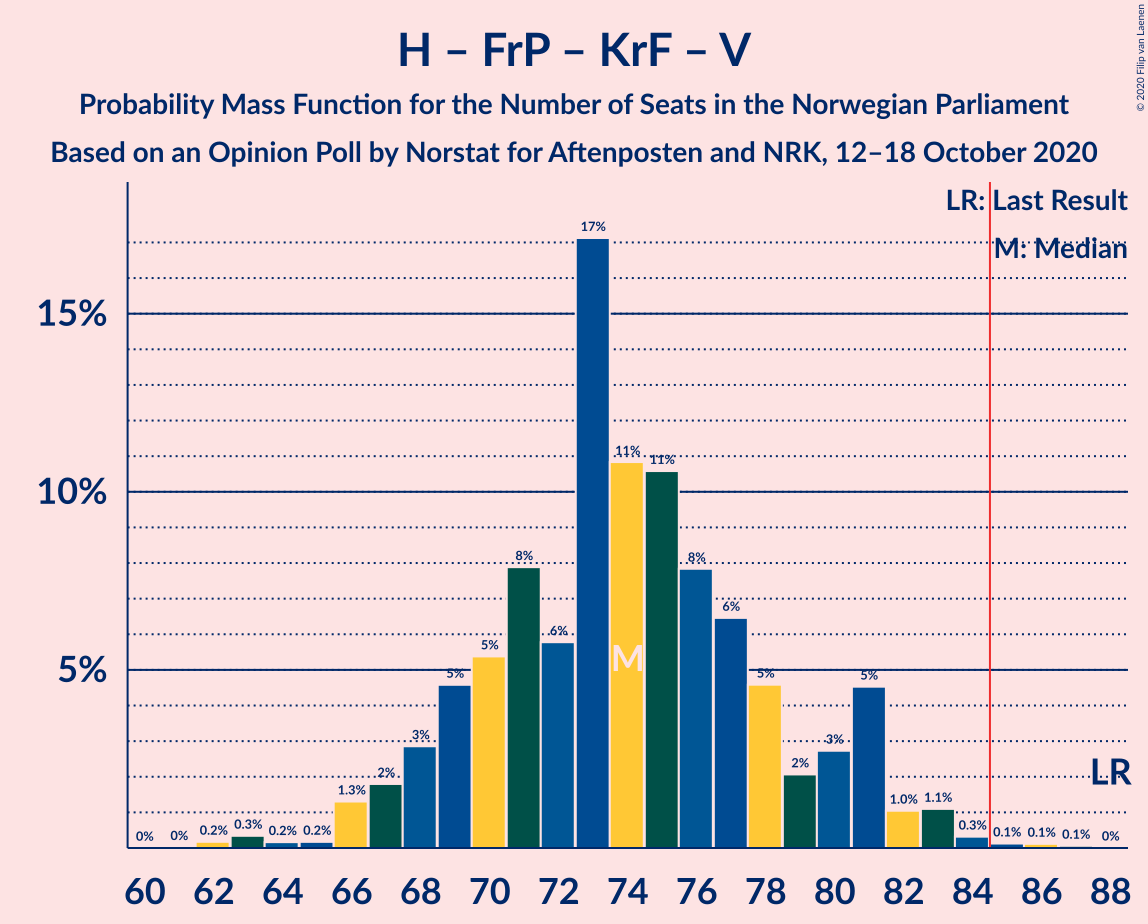 H – FrP – KrF – V
Probability Mass Function for the Number of Seats in the Norwegian Parliament
Based on an Opinion Poll by Norstat for Aftenposten and NRK, 12–18 October 2020
© 2020 Filip van Laenen
LR: Last Result
M: Median
15%
10%
5%
0% 0% 0.2% 0.3% 0.2% 0.2% 1.3% 2% 3% 5% 5% 8% 6% 17% 11% 11% 8% 6% 5% 2% 3% 5% 1.0% 1.1% 0.3% 0.1% 0.1% 0.1% 0%
M
LR
60 62 64 66 68 70 72 74 76 78 80 82 84 86 88